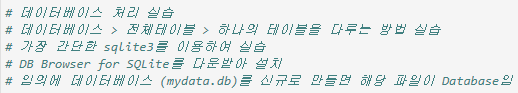 # 데이터베이스 처리 실습
# 데이터베이스 > 전체테이블 > 하나의 테이블을 다루는 방법 실습
# 가장 간단한 sqlite3를 이용하여 실습
# DB Browser for SQLite를 다운받아 설치
# 임의에 데이터베이스 (mydata.db)를 신규로 만들면 해당 파일이 Database임